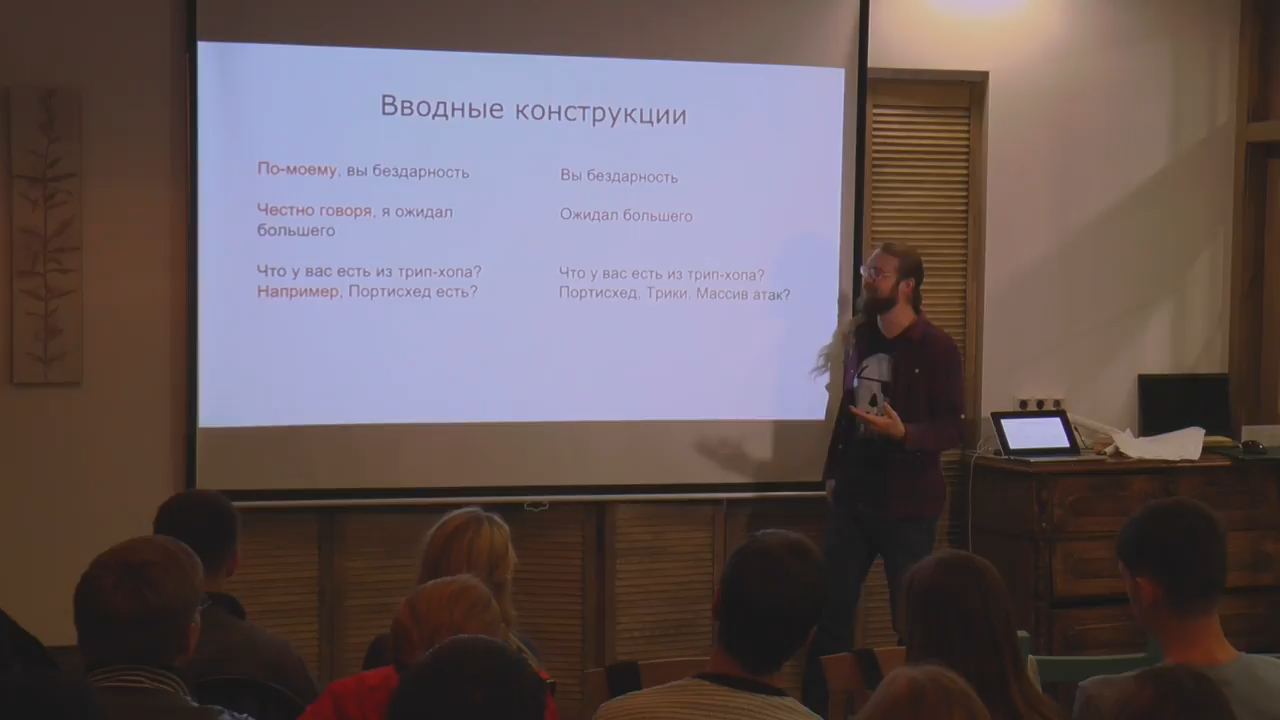 Вводные конструкции
По-моему, вы бездарность
Вы бездарность
Честно говоря, я ожидал
большего
Ожидал большего
Что у вас есть из трип-хопа?
Например, Портисхед есть?
Что у вас есть из трип-хопа?
Портисхед, Трики, Массив атак?